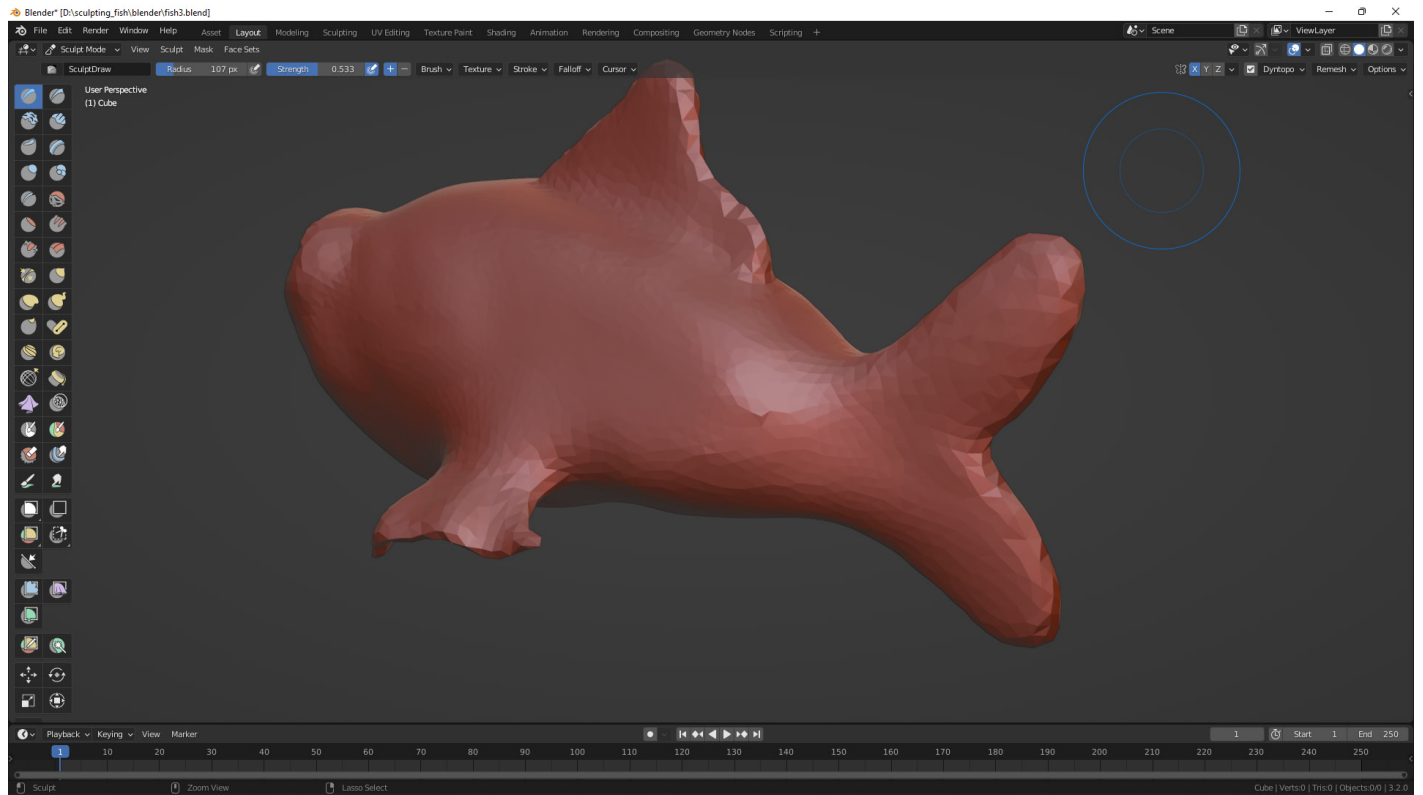 Blender* [D:\sculpting_fish\blender\fish3.blend]
File Edit Render Window Help Asset Layout Modeling Sculpting UV Editing Texture Paint Shading Animation Rendering Compositing Geometry Nodes Scripting + Scene ViewLayer
Sculpt Mode View Sculpt Mask Face Sets
SculptDraw Radius 107 px Strength 0.533 + − Brush Texture Stroke Falloff Cursor X Y Z Dyntopo Remesh Options
User Perspective
(1) Cube
Playback Keying View Marker 1 Start 1 End 250
1 10 20 30 40 50 60 70 80 90 100 110 120 130 140 150 160 170 180 190 200 210 220 230 240 250
Sculpt Zoom View Lasso Select Cube | Verts:0 | Tris:0 | Objects:0/0 | 3.2.0